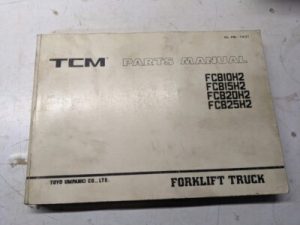 TCM PARTS MANUAL
FCB10H2
FCB15H2
FCB20H2
FCB25H2
TOYO UMPANKI CO., LTD.
FORKLIFT TRUCK